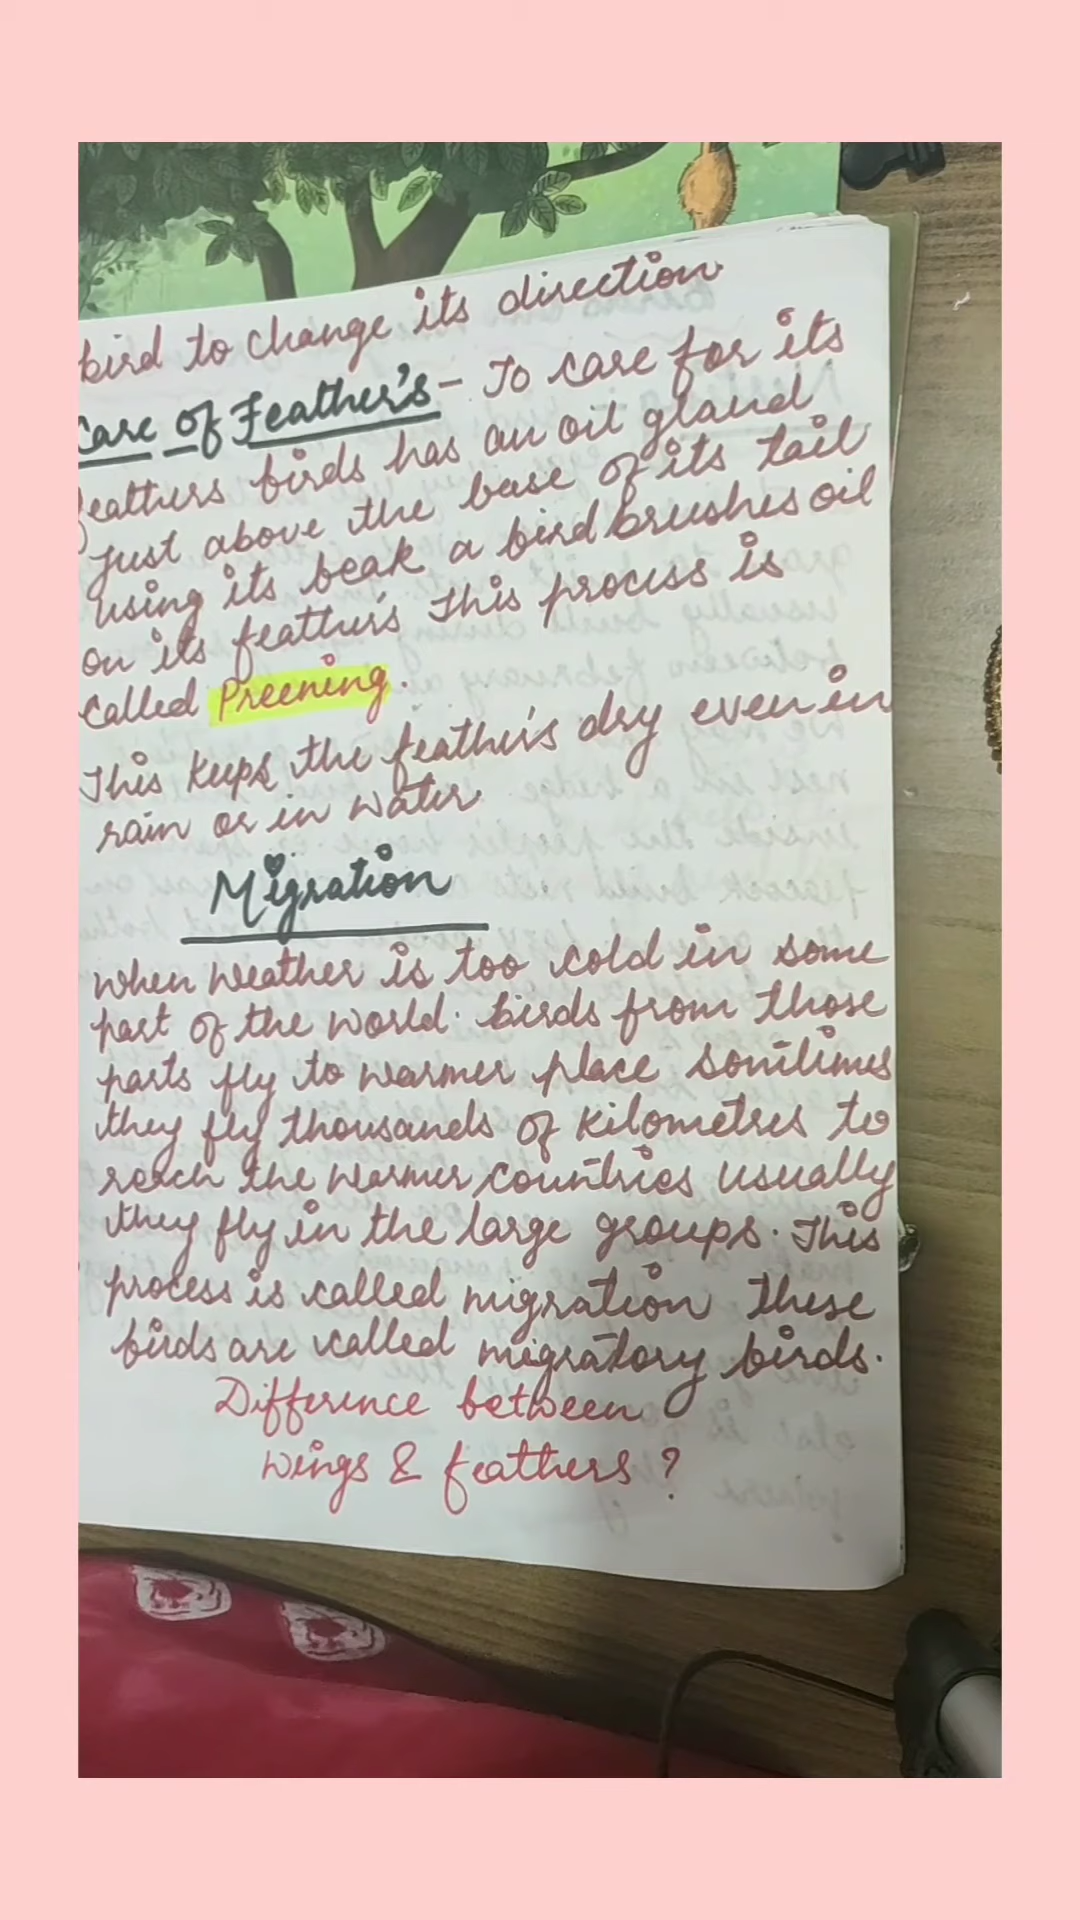 bird to change its direction
Care of Feather's - To care for its
feathers birds has an oil gland
just above the base of its tail
using its beak a bird brushes oil
on its feather's This process is
called Preening.
This keeps the feather's dry even in
rain or in water
Migration
When weather is too cold in some
part of the world. birds from those
parts fly to warmer place somtimes
they fly thousands of kilometres to
reach the warmer countries usually
they fly in the large groups. This
process is called migration These
birds are called migratory birds.
Difference between
wings & feathers ?